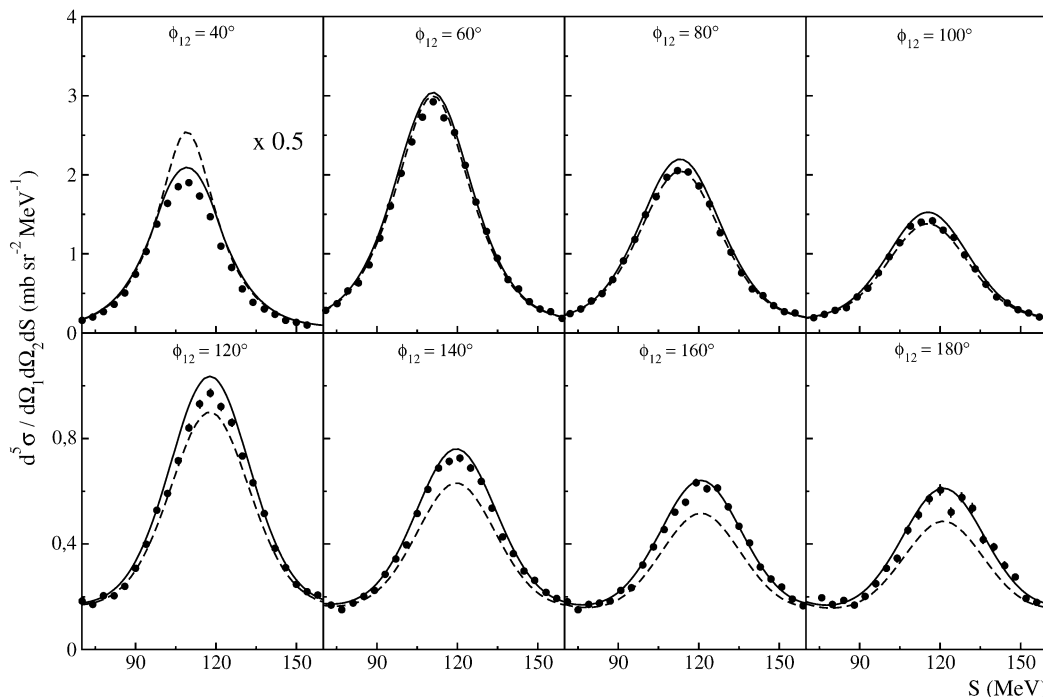 4
ϕ₁₂ = 40°
ϕ₁₂ = 60°
ϕ₁₂ = 80°
ϕ₁₂ = 100°
3
x 0.5
2
1
0
ϕ₁₂ = 120°
ϕ₁₂ = 140°
ϕ₁₂ = 160°
ϕ₁₂ = 180°
0,8
0,4
0
90 120 150 90 120 150 90 120 150 90 120 150
d⁵σ / dΩ₁dΩ₂dS (mb sr⁻² MeV⁻¹)
S (MeV)